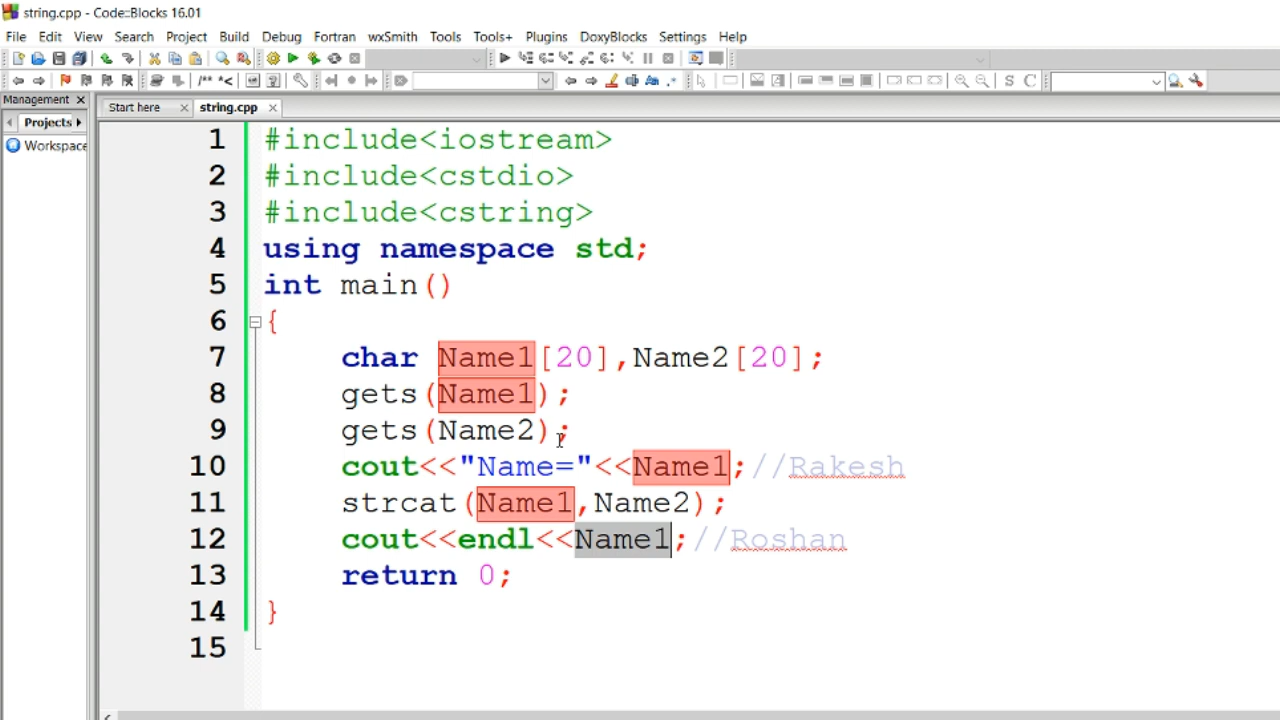 string.cpp - Code::Blocks 16.01
File Edit View Search Project Build Debug Fortran wxSmith Tools Tools+ Plugins DoxyBlocks Settings Help
/** *<
S C
Management
Start here string.cpp
Projects
Workspace
1 #include<iostream>
2 #include<cstdio>
3 #include<cstring>
4 using namespace std;
5 int main()
6 {
7 char Name1[20],Name2[20];
8 gets(Name1);
9 gets(Name2);
10 cout<<"Name="<<Name1;//Rakesh
11 strcat(Name1,Name2);
12 cout<<endl<<Name1;//Roshan
13 return 0;
14 }
15